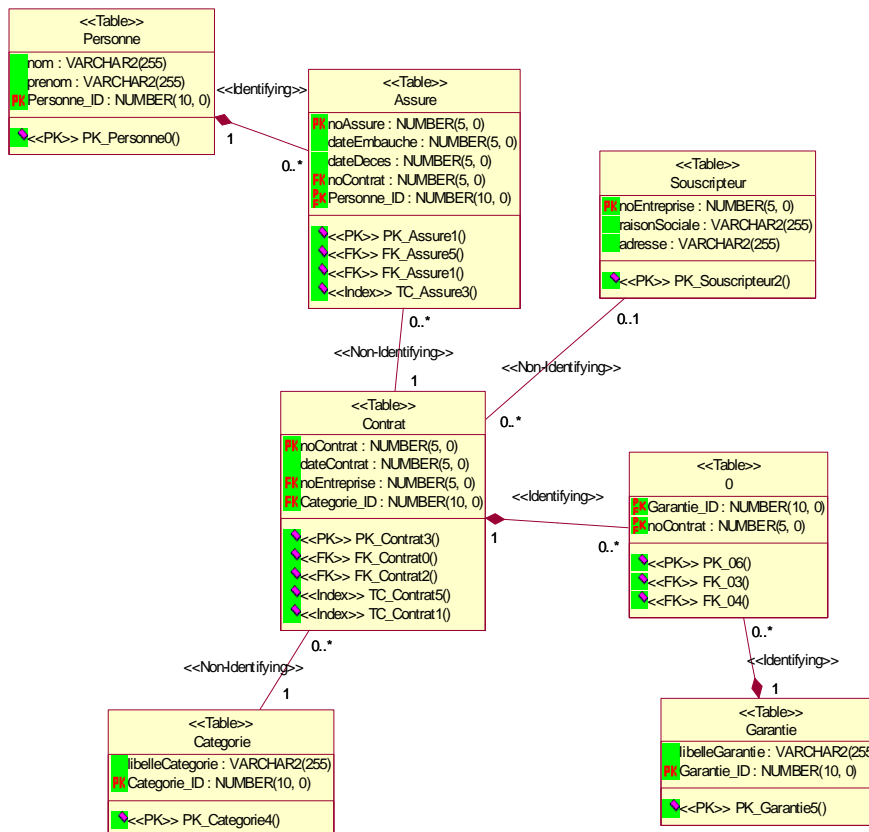 <<Table>>
Personne
nom : VARCHAR2(255)
prenom : VARCHAR2(255)
PK Personne_ID : NUMBER(10, 0)
<<PK>> PK_Personne0()
<<Identifying>>
1
0..*
<<Table>>
Assure
PK noAssure : NUMBER(5, 0)
dateEmbauche : NUMBER(5, 0)
dateDeces : NUMBER(5, 0)
FK noContrat : NUMBER(5, 0)
PFK Personne_ID : NUMBER(10, 0)
<<PK>> PK_Assure1()
<<FK>> FK_Assure5()
<<FK>> FK_Assure1()
<<Index>> TC_Assure3()
<<Table>>
Souscripteur
PK noEntreprise : NUMBER(5, 0)
raisonSociale : VARCHAR2(255)
adresse : VARCHAR2(255)
<<PK>> PK_Souscripteur2()
0..*
<<Non-Identifying>>
1
0..1
<<Non-Identifying>>
0..*
<<Table>>
Contrat
PK noContrat : NUMBER(5, 0)
dateContrat : NUMBER(5, 0)
FK noEntreprise : NUMBER(5, 0)
FK Categorie_ID : NUMBER(10, 0)
<<PK>> PK_Contrat3()
<<FK>> FK_Contrat0()
<<FK>> FK_Contrat2()
<<Index>> TC_Contrat5()
<<Index>> TC_Contrat1()
<<Identifying>>
1
0..*
<<Table>>
0
PFK Garantie_ID : NUMBER(10, 0)
PFK noContrat : NUMBER(5, 0)
<<PK>> PK_06()
<<FK>> FK_03()
<<FK>> FK_04()
0..*
<<Non-Identifying>>
1
0..*
<<Identifying>>
1
<<Table>>
Categorie
libelleCategorie : VARCHAR2(255)
PK Categorie_ID : NUMBER(10, 0)
<<PK>> PK_Categorie4()
<<Table>>
Garantie
libelleGarantie : VARCHAR2(255
PK Garantie_ID : NUMBER(10, 0)
<<PK>> PK_Garantie5()